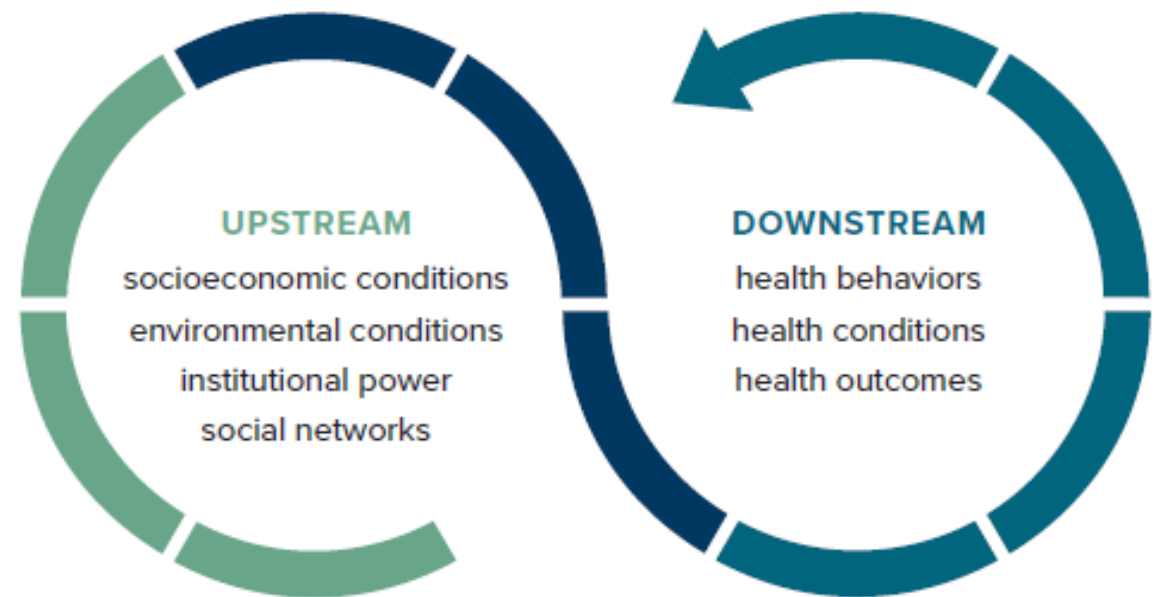 UPSTREAM
socioeconomic conditions
environmental conditions
institutional power
social networks
DOWNSTREAM
health behaviors
health conditions
health outcomes